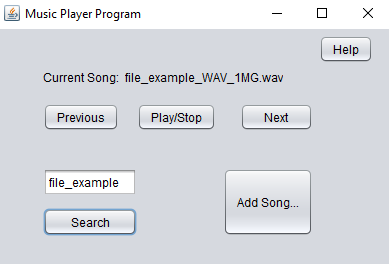 Music Player Program
Help
Current Song: file_example_WAV_1MG.wav
Previous Play/Stop Next
file_example
Add Song...
Search